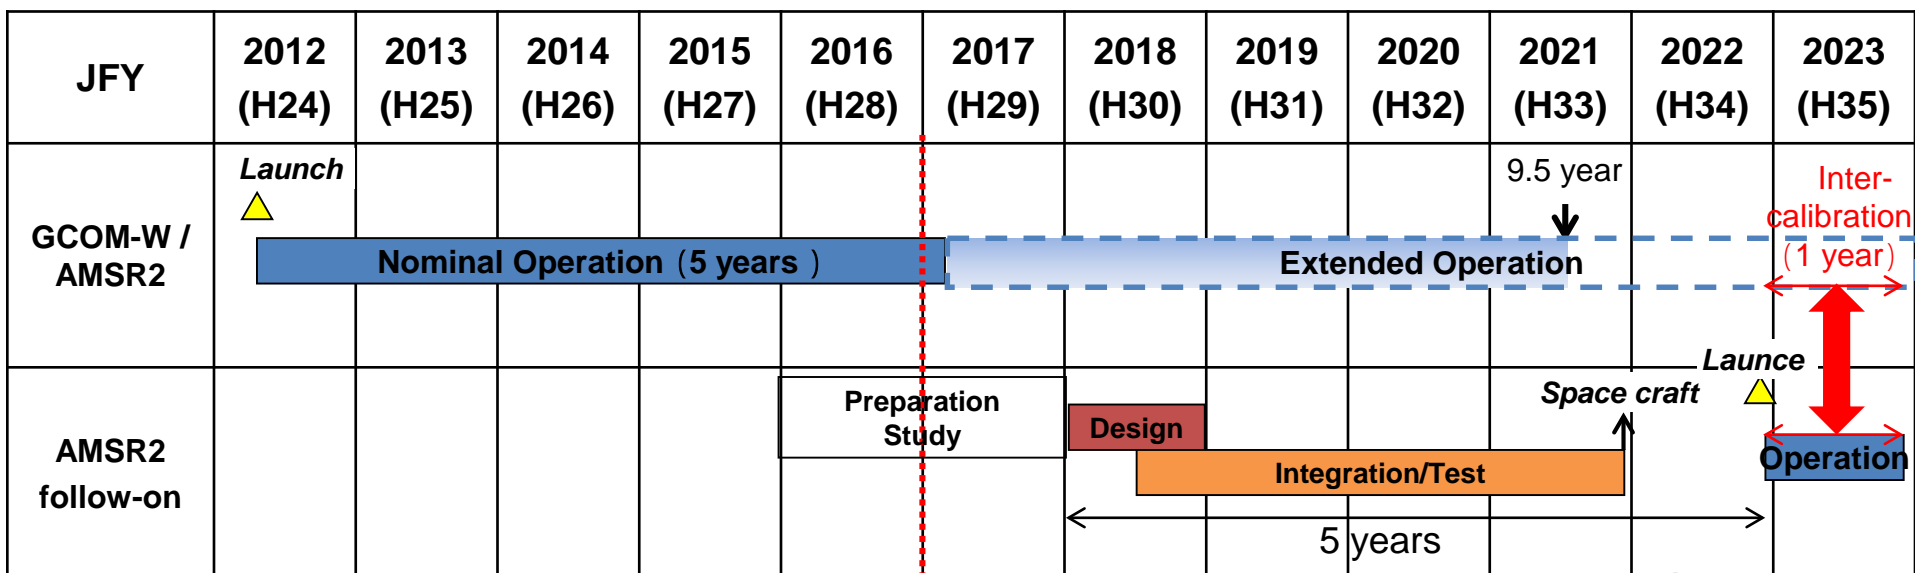 JFY
2012
(H24)
2013
(H25)
2014
(H26)
2015
(H27)
2016
(H28)
2017
(H29)
2018
(H30)
2019
(H31)
2020
(H32)
2021
(H33)
2022
(H34)
2023
(H35)
GCOM-W /
AMSR2
Launch
Nominal Operation (5 years )
9.5 year
Extended Operation
Inter-
calibration
(1 year)
AMSR2
follow-on
Preparation
Study
Design
Integration/Test
Space craft
Launce
Operation
5 years